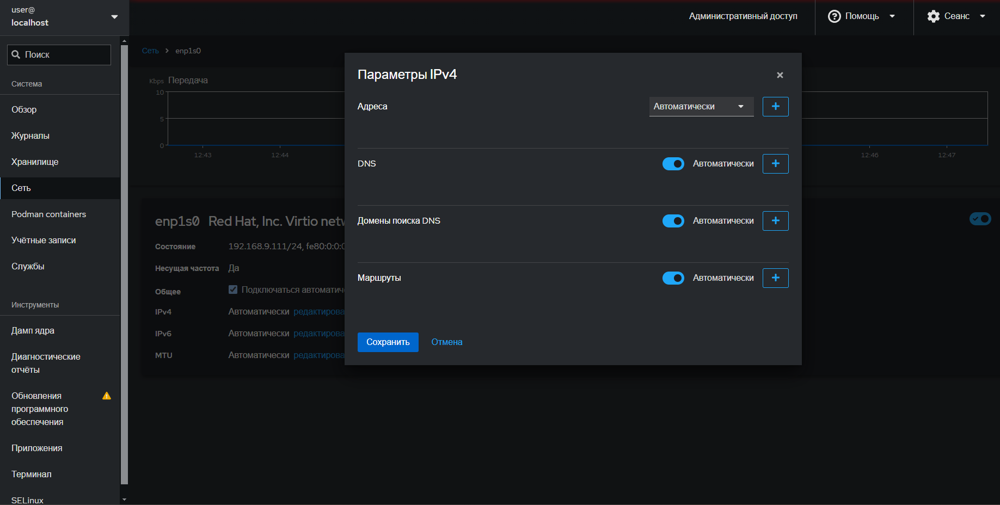 user@
localhost
Административный доступ
Помощь
Сеанс
Поиск
Система
Обзор
Журналы
Хранилище
Сеть
Podman containers
Учётные записи
Службы
Инструменты
Дамп ядра
Диагностические
отчёты
Обновления
программного
обеспечения
Приложения
Терминал
SELinux
Сеть > enp1s0
Kbps Передача
10
5
0
12:43
12:44
12:46
12:47
enp1s0 Red Hat, Inc. Virtio netw
Состояние 192.168.9.111/24, fe80:0:0:0
Несущая частота Да
Общее Подключаться автоматиче
IPv4 Автоматически редактирова
IPv6 Автоматически редактирова
MTU Автоматически редактирова
Параметры IPv4
Адреса Автоматически
DNS Автоматически
Домены поиска DNS Автоматически
Маршруты Автоматически
Сохранить Отмена